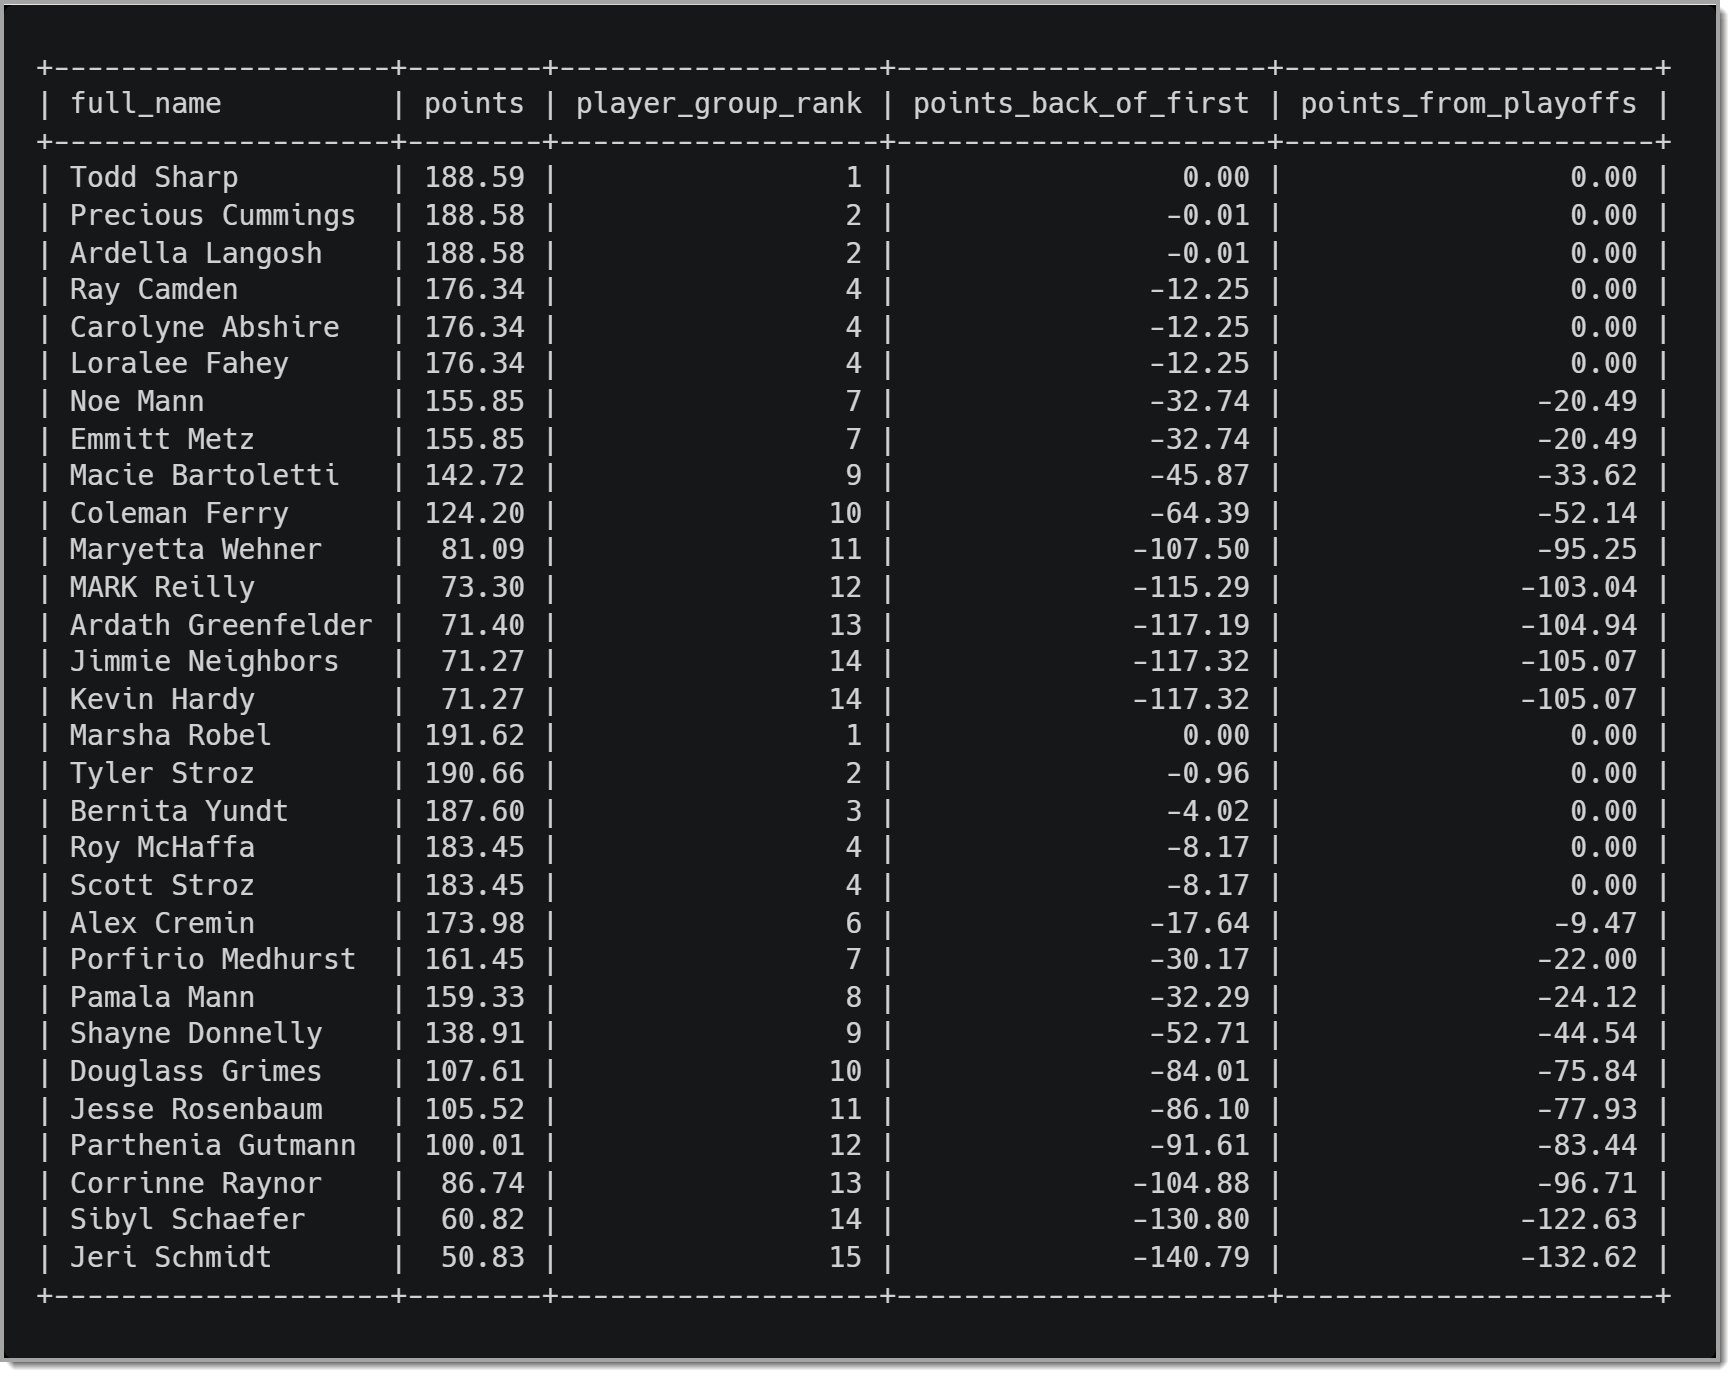 +--------------------+--------+-------------------+----------------------+----------------------+
| full_name          | points | player_group_rank | points_back_of_first | points_from_playoffs |
+--------------------+--------+-------------------+----------------------+----------------------+
| Todd Sharp         | 188.59 |                 1 |                 0.00 |                 0.00 |
| Precious Cummings  | 188.58 |                 2 |                -0.01 |                 0.00 |
| Ardella Langosh    | 188.58 |                 2 |                -0.01 |                 0.00 |
| Ray Camden         | 176.34 |                 4 |               -12.25 |                 0.00 |
| Carolyne Abshire   | 176.34 |                 4 |               -12.25 |                 0.00 |
| Loralee Fahey      | 176.34 |                 4 |               -12.25 |                 0.00 |
| Noe Mann           | 155.85 |                 7 |               -32.74 |               -20.49 |
| Emmitt Metz        | 155.85 |                 7 |               -32.74 |               -20.49 |
| Macie Bartoletti   | 142.72 |                 9 |               -45.87 |               -33.62 |
| Coleman Ferry      | 124.20 |                10 |               -64.39 |               -52.14 |
| Maryetta Wehner    |  81.09 |                11 |              -107.50 |               -95.25 |
| MARK Reilly        |  73.30 |                12 |              -115.29 |              -103.04 |
| Ardath Greenfelder |  71.40 |                13 |              -117.19 |              -104.94 |
| Jimmie Neighbors   |  71.27 |                14 |              -117.32 |              -105.07 |
| Kevin Hardy        |  71.27 |                14 |              -117.32 |              -105.07 |
| Marsha Robel       | 191.62 |                 1 |                 0.00 |                 0.00 |
| Tyler Stroz        | 190.66 |                 2 |                -0.96 |                 0.00 |
| Bernita Yundt      | 187.60 |                 3 |                -4.02 |                 0.00 |
| Roy McHaffa        | 183.45 |                 4 |                -8.17 |                 0.00 |
| Scott Stroz        | 183.45 |                 4 |                -8.17 |                 0.00 |
| Alex Cremin        | 173.98 |                 6 |               -17.64 |                -9.47 |
| Porfirio Medhurst  | 161.45 |                 7 |               -30.17 |               -22.00 |
| Pamala Mann        | 159.33 |                 8 |               -32.29 |               -24.12 |
| Shayne Donnelly    | 138.91 |                 9 |               -52.71 |               -44.54 |
| Douglass Grimes    | 107.61 |                10 |               -84.01 |               -75.84 |
| Jesse Rosenbaum    | 105.52 |                11 |               -86.10 |               -77.93 |
| Parthenia Gutmann  | 100.01 |                12 |               -91.61 |               -83.44 |
| Corrinne Raynor    |  86.74 |                13 |              -104.88 |               -96.71 |
| Sibyl Schaefer     |  60.82 |                14 |              -130.80 |              -122.63 |
| Jeri Schmidt       |  50.83 |                15 |              -140.79 |              -132.62 |
+--------------------+--------+-------------------+----------------------+----------------------+